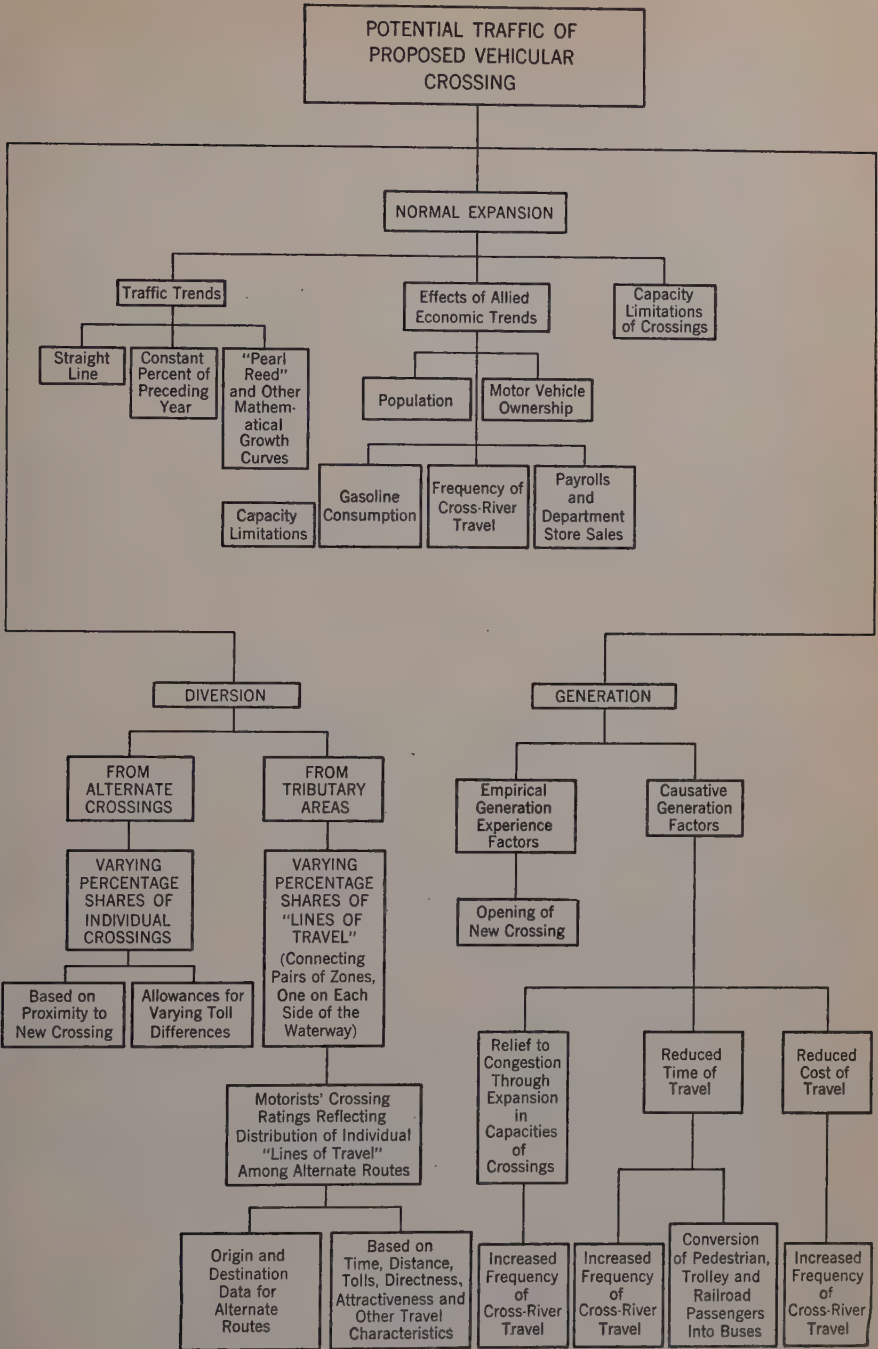 POTENTIAL TRAFFIC OF
PROPOSED VEHICULAR
CROSSING
NORMAL EXPANSION
Traffic Trends
Effects of Allied
Economic Trends
Capacity
Limitations
of Crossings
Straight
Line
Constant
Percent of
Preceding
Year
"Pearl
Reed"
and Other
Mathem-
atical
Growth
Curves
Population
Motor Vehicle
Ownership
Capacity
Limitations
Gasoline
Consumption
Frequency of
Cross-River
Travel
Payrolls
and
Department
Store Sales
DIVERSION
GENERATION
FROM
ALTERNATE
CROSSINGS
FROM
TRIBUTARY
AREAS
Empirical
Generation
Experience
Factors
Causative
Generation
Factors
VARYING
PERCENTAGE
SHARES OF
INDIVIDUAL
CROSSINGS
VARYING
PERCENTAGE
SHARES OF
"LINES OF
TRAVEL"
(Connecting
Pairs of Zones,
One on Each
Side of the
Waterway)
Opening of
New Crossing
Based on
Proximity to
New Crossing
Allowances for
Varying Toll
Differences
Relief to
Congestion
Through
Expansion
in
Capacities
of
Crossings
Reduced
Time of
Travel
Reduced
Cost of
Travel
Motorists' Crossing
Ratings Reflecting
Distribution of Individual
"Lines of Travel"
Among Alternate Routes
Origin and
Destination
Data for
Alternate
Routes
Based on
Time, Distance,
Tolls, Directness,
Attractiveness and
Other Travel
Characteristics
Increased
Frequency
of
Cross-River
Travel
Increased
Frequency
of
Cross-River
Travel
Conversion
of Pedestrian,
Trolley and
Railroad
Passengers
Into Buses
Increased
Frequency
of
Cross-River
Travel